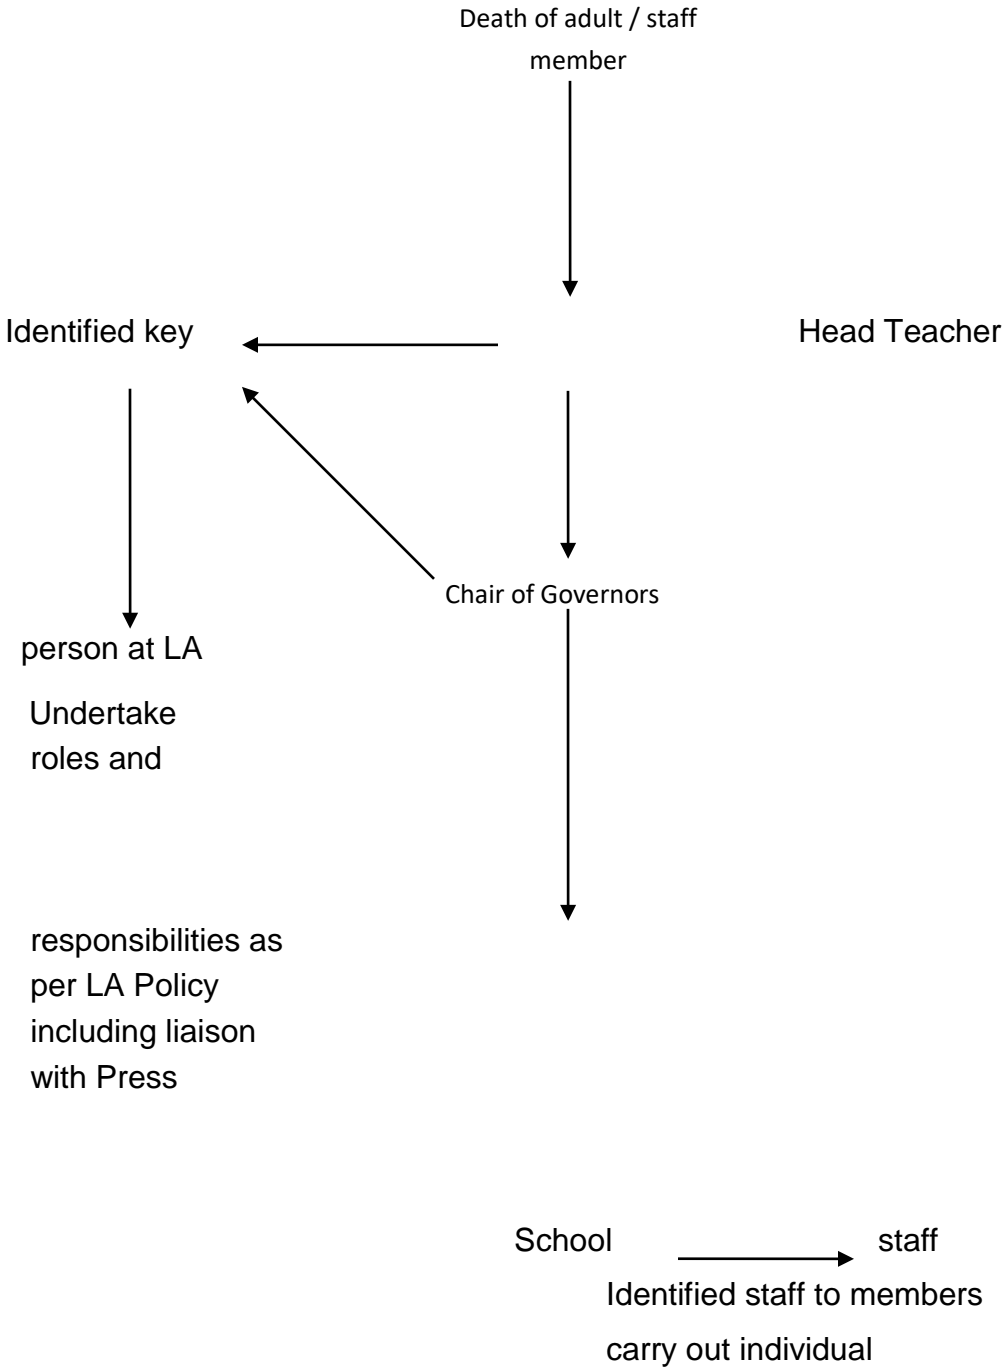 Death of adult / staff
member
Identified key Head Teacher
Chair of Governors
person at LA
Undertake
roles and
responsibilities as
per LA Policy
including liaison
with Press
School staff
Identified staff to members
carry out individual